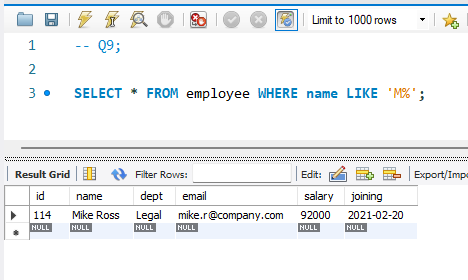 Limit to 1000 rows
1 -- Q9;
2
3 SELECT * FROM employee WHERE name LIKE 'M%';
Result Grid Filter Rows: Edit: Export/Impo
id name dept email salary joining
114 Mike Ross Legal mike.r@company.com 92000 2021-02-20
NULL NULL NULL NULL NULL NULL